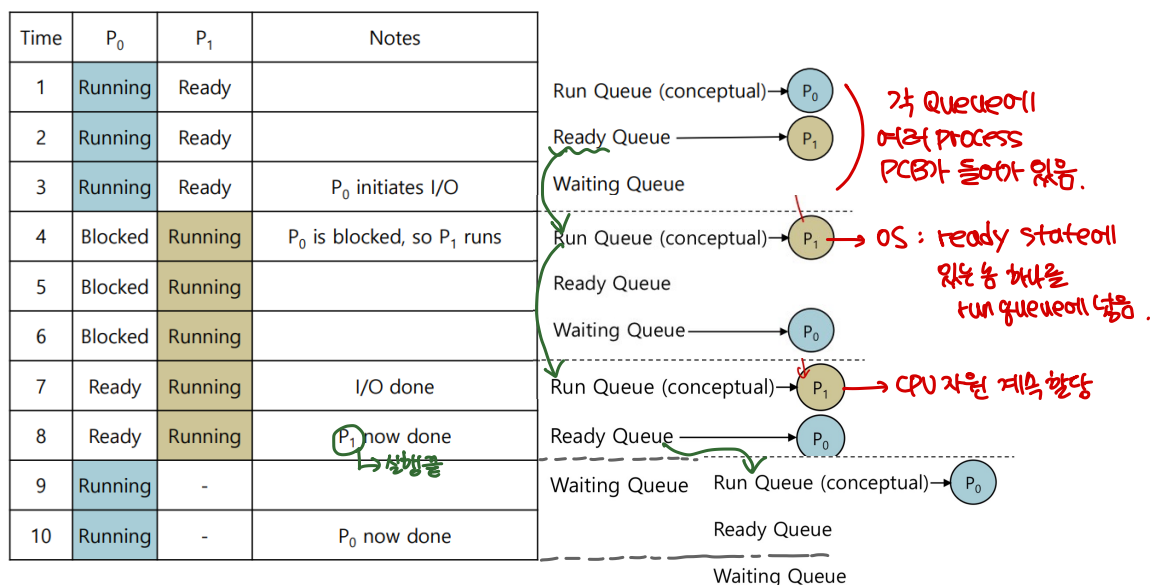 Time P₀ P₁ Notes
1 Running Ready
2 Running Ready
3 Running Ready P₀ initiates I/O
4 Blocked Running P₀ is blocked, so P₁ runs
5 Blocked Running
6 Blocked Running
7 Ready Running I/O done
8 Ready Running P₁ now done
실행끝
9 Running -
10 Running - P₀ now done
Run Queue (conceptual) P₀
Ready Queue P₁
Waiting Queue
각 Queue에
여러 process
PCB가 들어가 있음.
Run Queue (conceptual) P₁
Ready Queue
Waiting Queue P₀
OS : ready state에
있는 놈 하나를
run queue에 넣음.
Run Queue (conceptual) P₁
CPU 자원 계속 할당
Ready Queue P₀
Waiting Queue
Run Queue (conceptual) P₀
Ready Queue
Waiting Queue